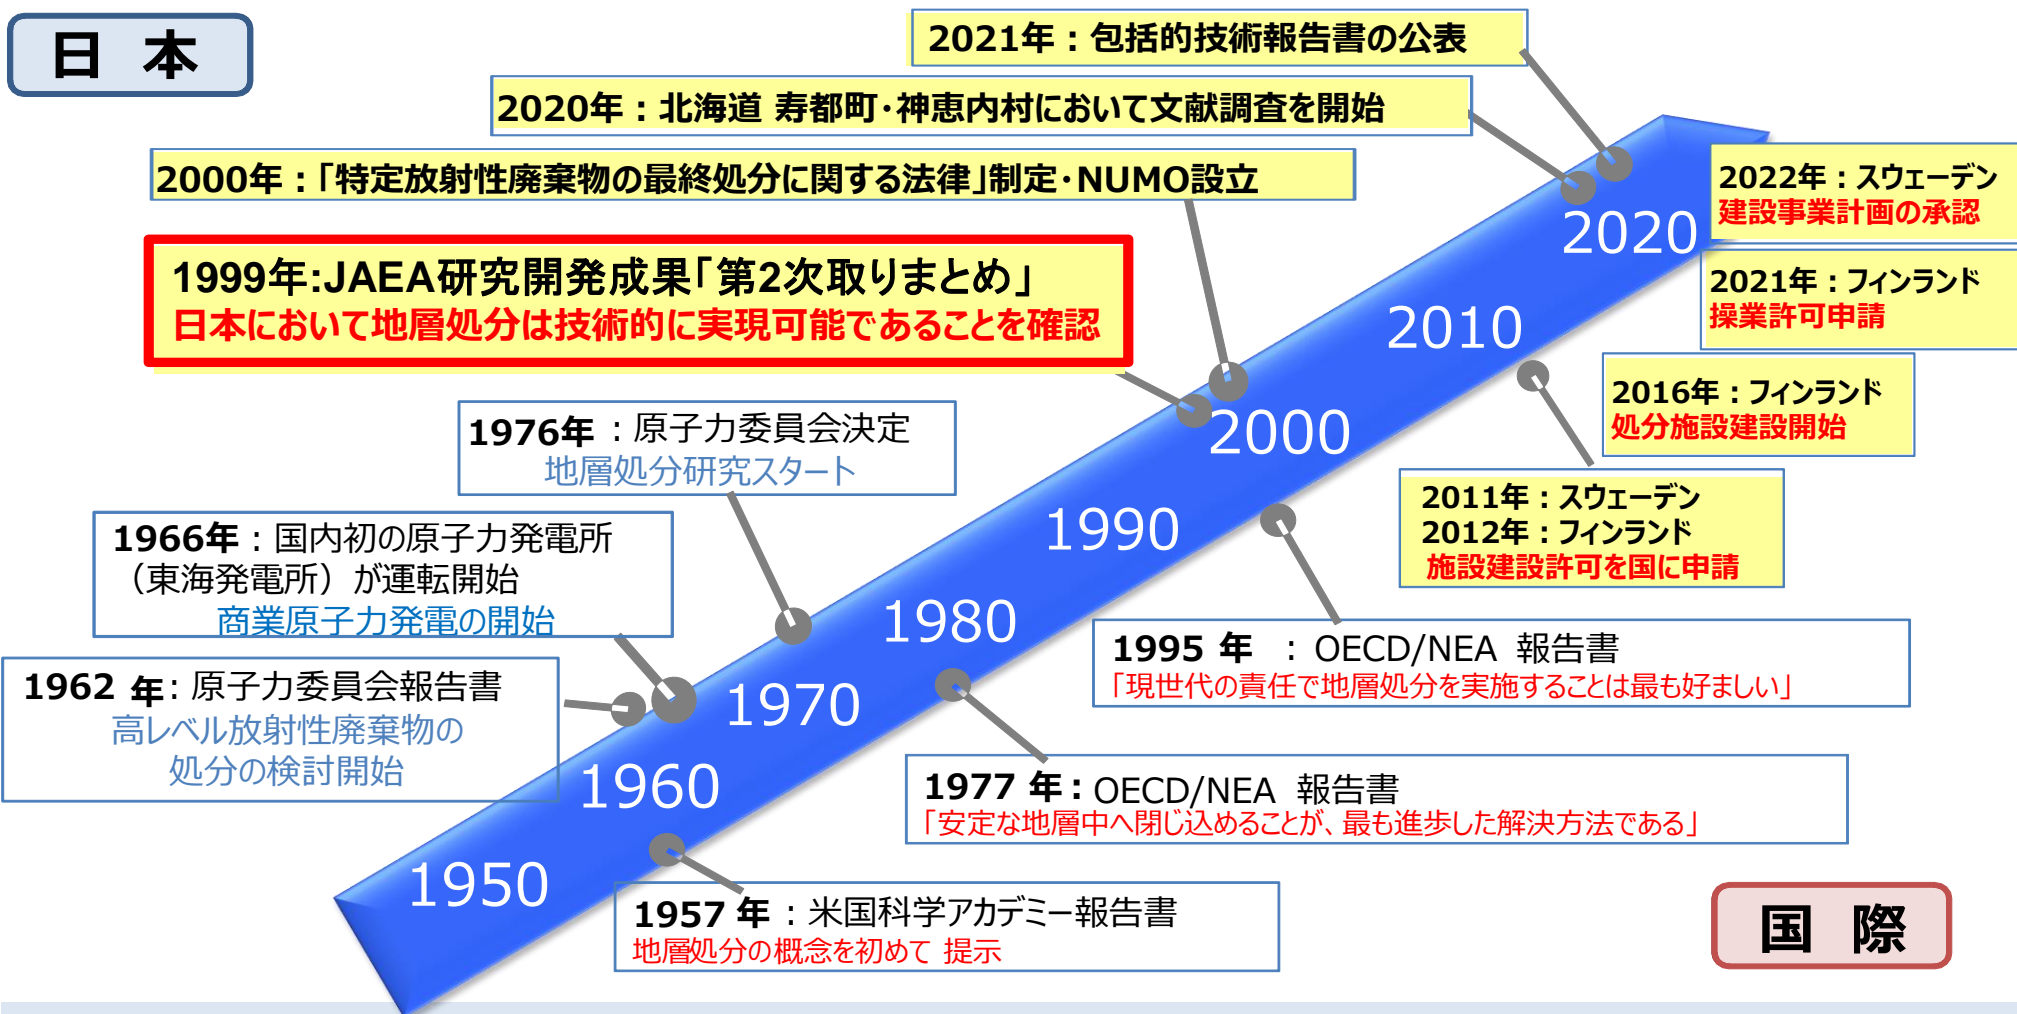 日 本
2021年：包括的技術報告書の公表
2020年：北海道 寿都町・神恵内村において文献調査を開始
2000年：「特定放射性廃棄物の最終処分に関する法律」制定・NUMO設立
1999年:JAEA研究開発成果「第2次取りまとめ」
日本において地層処分は技術的に実現可能であることを確認
1976年：原子力委員会決定
地層処分研究スタート
1966年：国内初の原子力発電所
（東海発電所）が運転開始
商業原子力発電の開始
1962 年：原子力委員会報告書
高レベル放射性廃棄物の
処分の検討開始
1950
1960
1970
1980
1990
2000
2010
2020
2022年：スウェーデン
建設事業計画の承認
2021年：フィンランド
操業許可申請
2016年：フィンランド
処分施設建設開始
2011年：スウェーデン
2012年：フィンランド
施設建設許可を国に申請
1995 年 ：OECD/NEA 報告書
「現世代の責任で地層処分を実施することは最も好ましい」
1977 年：OECD/NEA 報告書
「安定な地層中へ閉じ込めることが、最も進歩した解決方法である」
1957 年：米国科学アカデミー報告書
地層処分の概念を初めて 提示
国 際